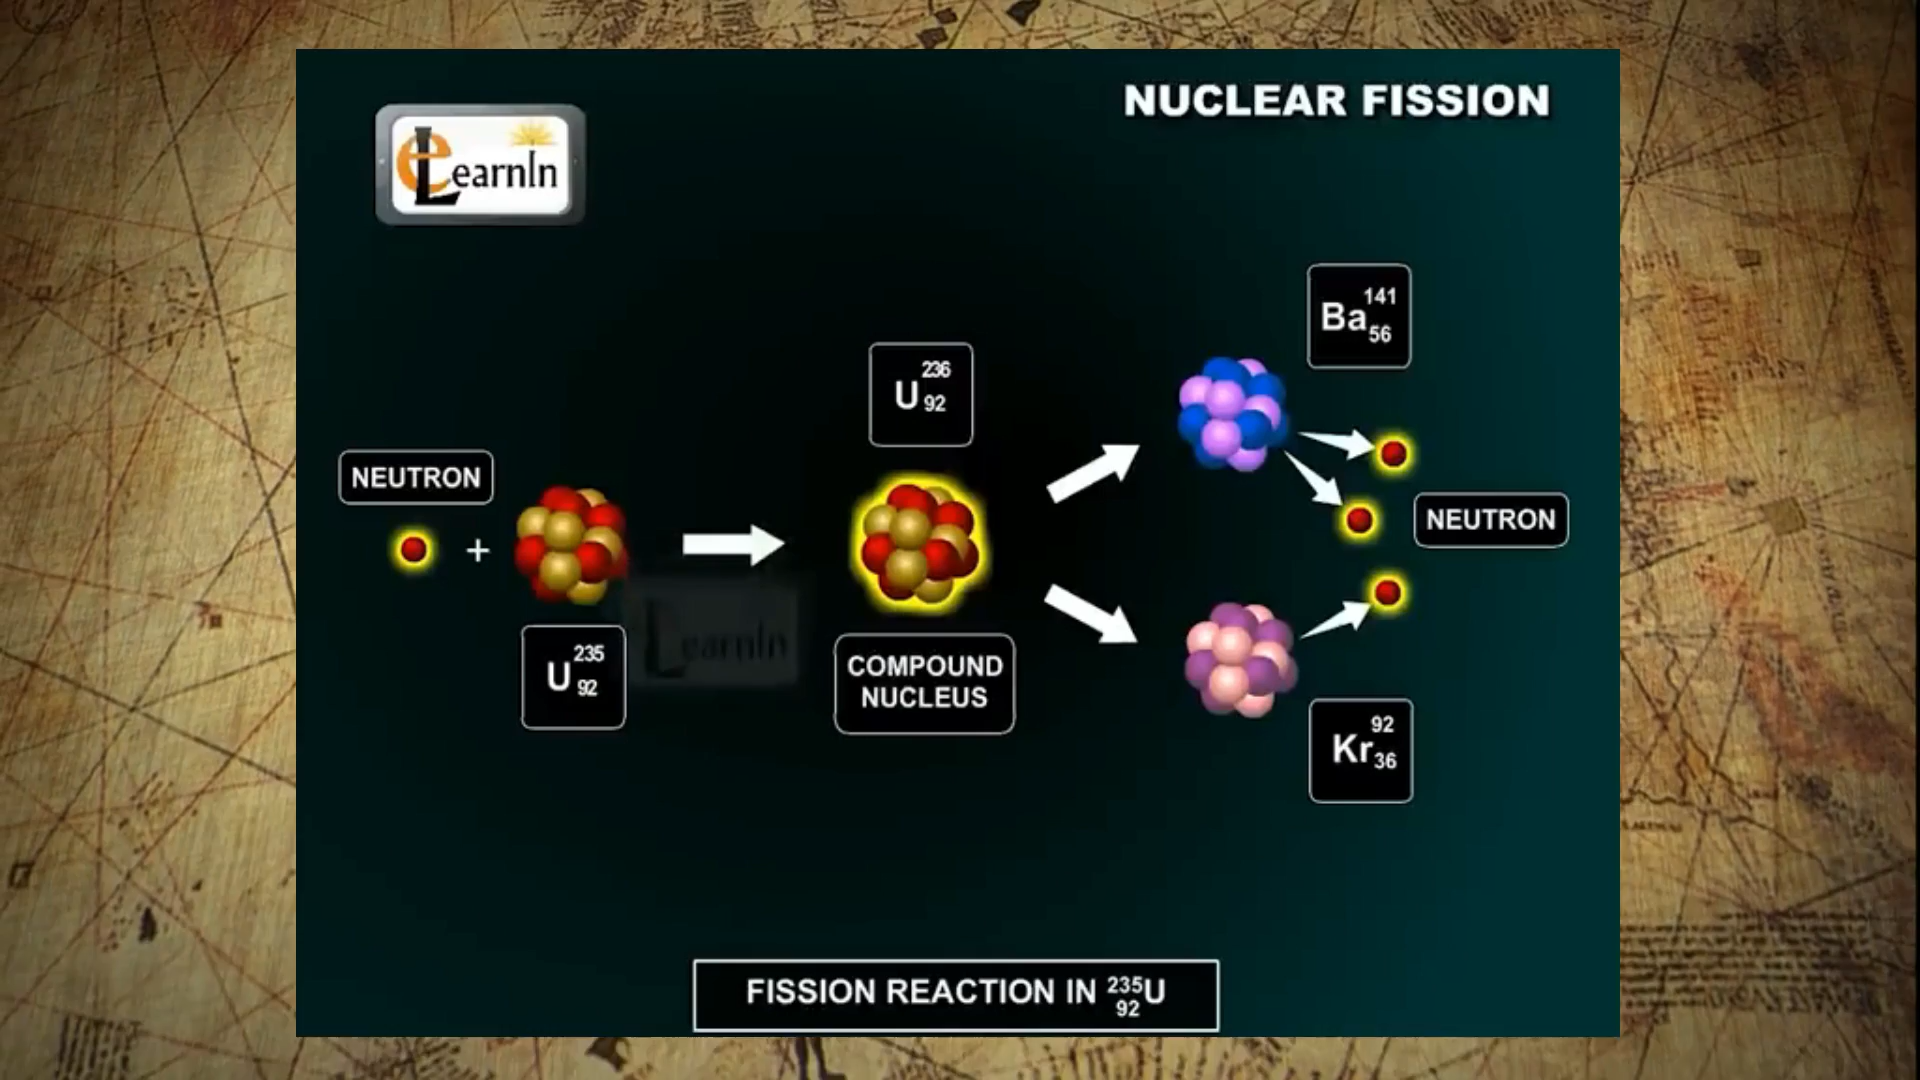 eLearnIn
NUCLEAR FISSION
Ba 141 56
U 236 92
NEUTRON
+
NEUTRON
LearnIn
U 235 92
COMPOUND
NUCLEUS
Kr 92 36
FISSION REACTION IN 235 92 U